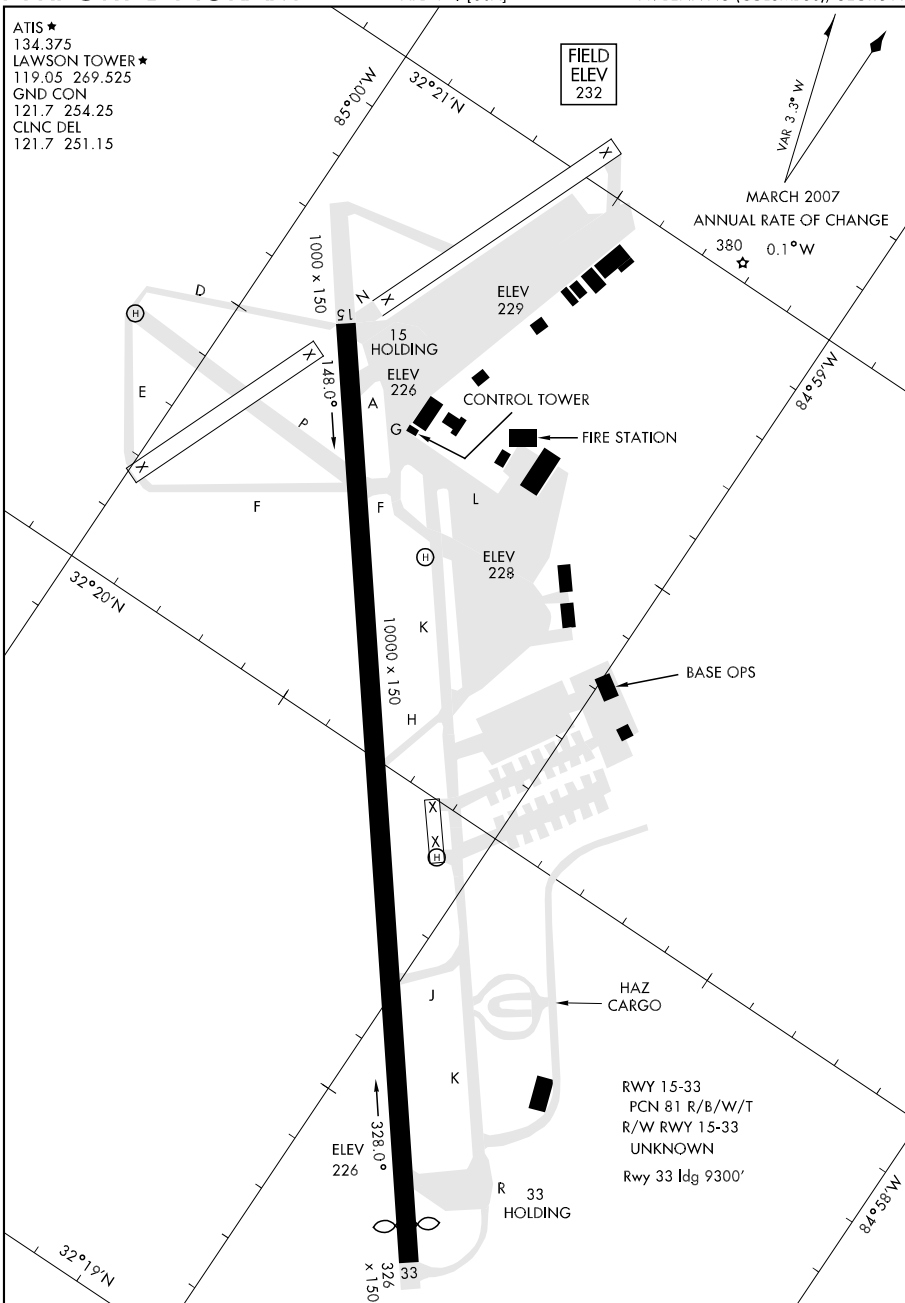 ATIS ★
134.375
LAWSON TOWER ★
119.05 269.525
GND CON
121.7 254.25
CLNC DEL
121.7 251.15
FIELD
ELEV
232
85°00'W
32°21'N
VAR 3.3° W
MARCH 2007
ANNUAL RATE OF CHANGE
0.1° W
380
1000 x 150
X
D
N
X
ELEV
229
H
15
15
HOLDING
ELEV
226
X
148.0°
E
A
84°59'W
CONTROL TOWER
P
G
FIRE STATION
X
F
F
L
H
ELEV
228
32°20'N
K
10000 x 150
BASE OPS
H
X
X
H
J
HAZ
CARGO
K
RWY 15-33
PCN 81 R/B/W/T
R/W RWY 15-33
UNKNOWN
Rwy 33 ldg 9300'
328.0°
ELEV
226
R
33
HOLDING
84°58'W
32°19'N
33
326
x 150